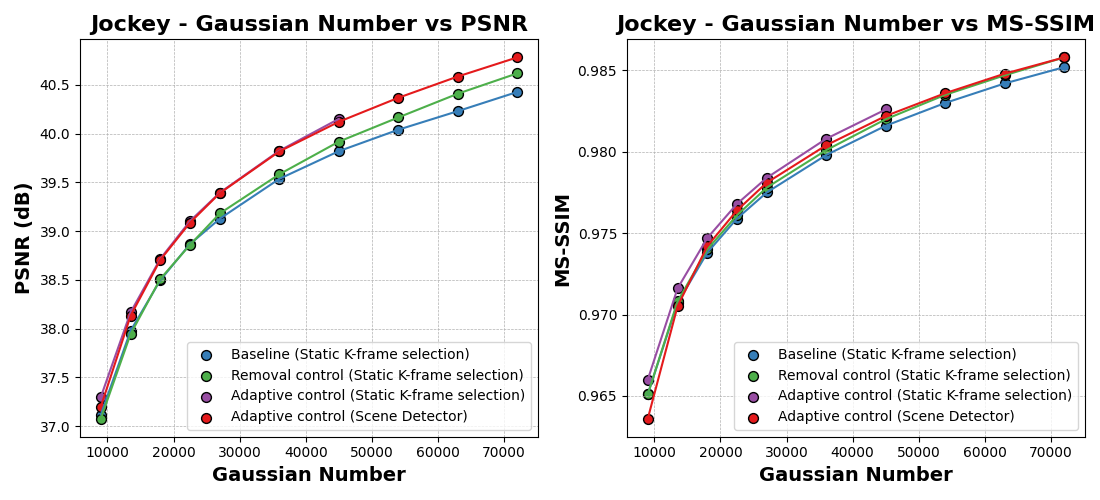 Jockey - Gaussian Number vs PSNR
PSNR (dB)
40.5
40.0
39.5
39.0
38.5
38.0
37.5
37.0
Baseline (Static K-frame selection)
Removal control (Static K-frame selection)
Adaptive control (Static K-frame selection)
Adaptive control (Scene Detector)
10000 20000 30000 40000 50000 60000 70000
Gaussian Number
Jockey - Gaussian Number vs MS-SSIM
MS-SSIM
0.985
0.980
0.975
0.970
0.965
Baseline (Static K-frame selection)
Removal control (Static K-frame selection)
Adaptive control (Static K-frame selection)
Adaptive control (Scene Detector)
10000 20000 30000 40000 50000 60000 70000
Gaussian Number